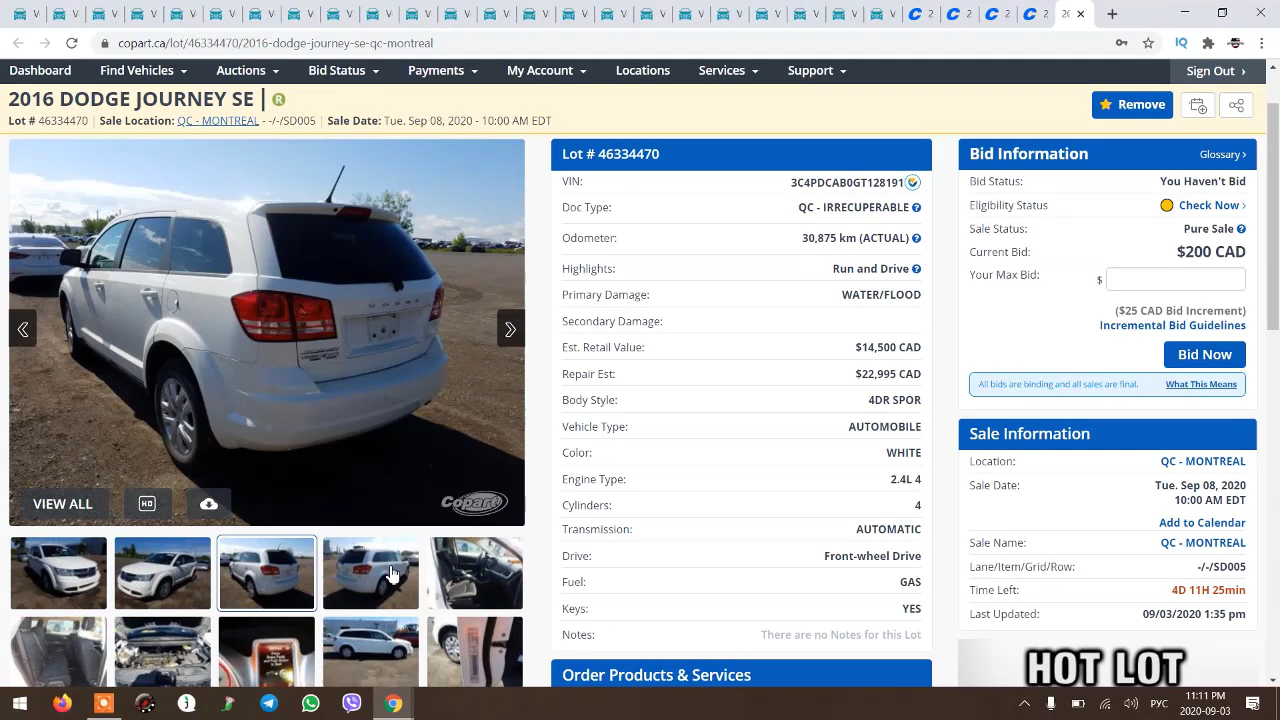 2
2
2
2
20
copart.ca/lot/46334470/2016-dodge-journey-se-qc-montreal
IQ
Dashboard Find Vehicles Auctions Bid Status Payments My Account Locations Services Support Sign Out ›
2016 DODGE JOURNEY SE | R
Lot # 46334470 | Sale Location: QC - MONTREAL - -/-/SD005 | Sale Date: Tue. Sep 08, 2020 - 10:00 AM EDT
Remove
DODGE
VIEW ALL
HD
Copart
Lot # 46334470
VIN: 3C4PDCAB0GT128191
Doc Type: QC - IRRECUPERABLE
Odometer: 30,875 km (ACTUAL)
Highlights: Run and Drive
Primary Damage: WATER/FLOOD
Secondary Damage:
Est. Retail Value: $14,500 CAD
Repair Est: $22,995 CAD
Body Style: 4DR SPOR
Vehicle Type: AUTOMOBILE
Color: WHITE
Engine Type: 2.4L 4
Cylinders: 4
Transmission: AUTOMATIC
Drive: Front-wheel Drive
Fuel: GAS
Keys: YES
Notes: There are no Notes for this Lot
Order Products & Services
Bid Information Glossary ›
Bid Status: You Haven't Bid
Eligibility Status Check Now ›
Sale Status: Pure Sale
Current Bid: $200 CAD
Your Max Bid: $
($25 CAD Bid Increment)
Incremental Bid Guidelines
Bid Now
All bids are binding and all sales are final. What This Means
Sale Information
Location: QC - MONTREAL
Sale Date: Tue. Sep 08, 2020
10:00 AM EDT
Add to Calendar
Sale Name: QC - MONTREAL
Lane/Item/Grid/Row: -/-/SD005
Time Left: 4D 11H 25min
Last Updated: 09/03/2020 1:35 pm
HOT LOT
РУС
11:11 PM
2020-09-03